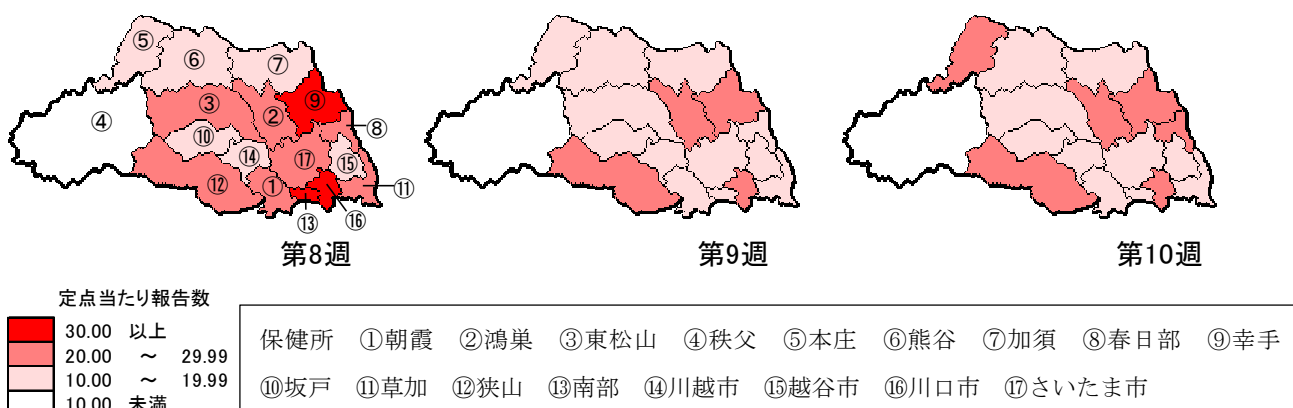 ⑤
⑥
⑦
④
③
②
⑨
⑧
⑩
⑭
⑰
⑮
⑫
①
⑪
⑬
⑯
第8週
第9週
第10週
定点当たり報告数
30.00 以上
20.00 ～ 29.99
10.00 ～ 19.99
10.00 未満
保健所 ①朝霞 ②鴻巣 ③東松山 ④秩父 ⑤本庄 ⑥熊谷 ⑦加須 ⑧春日部 ⑨幸手
⑩坂戸 ⑪草加 ⑫狭山 ⑬南部 ⑭川越市 ⑮越谷市 ⑯川口市 ⑰さいたま市